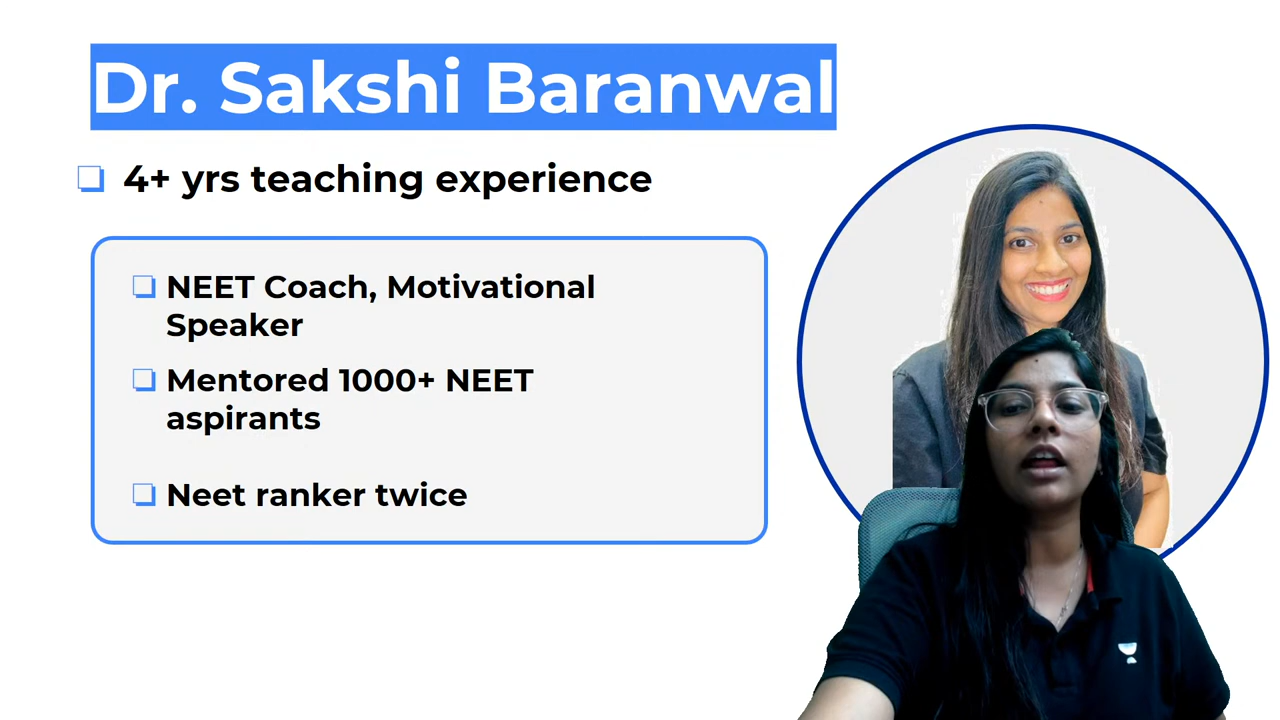 Dr. Sakshi Baranwal
4+ yrs teaching experience
NEET Coach, Motivational
Speaker
Mentored 1000+ NEET
aspirants
Neet ranker twice